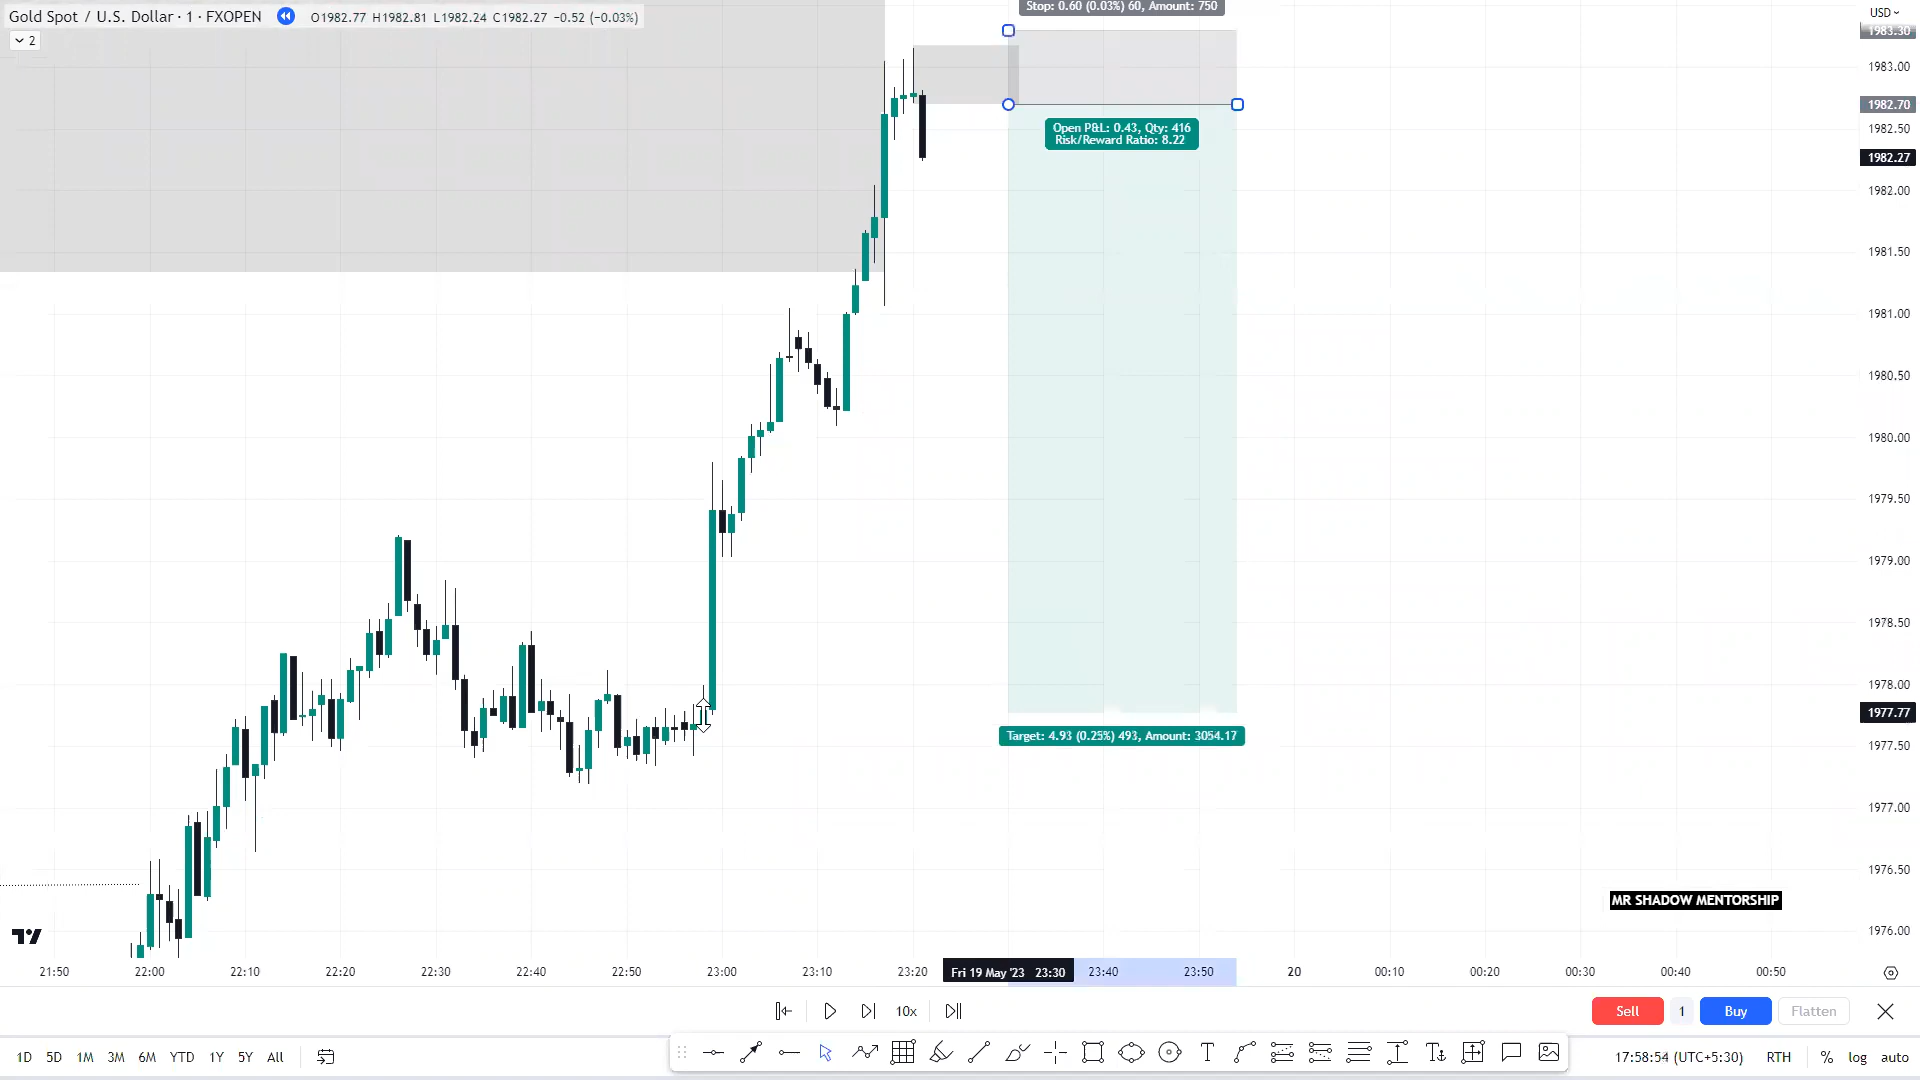 Gold Spot / U.S. Dollar · 1 · FXOPEN O1982.77 H1982.81 L1982.24 C1982.27 −0.52 (−0.03%)
2
Stop: 0.60 (0.03%) 60, Amount: 750
USD
1983.30
1983.00
1982.70
1982.50
1982.27
1982.00
1981.50
1981.00
1980.50
1980.00
1979.50
1979.00
1978.50
1978.00
1977.77
1977.50
1977.00
1976.50
1976.00
Open P&L: 0.43, Qty: 416
Risk/Reward Ratio: 8.22
Target: 4.93 (0.25%) 493, Amount: 3054.17
MR SHADOW MENTORSHIP
21:50 22:00 22:10 22:20 22:30 22:40 22:50 23:00 23:10 23:20 Fri 19 May '23 23:30 23:40 23:50 20 00:10 00:20 00:30 00:40 00:50
10x Sell 1 Buy Flatten
1D 5D 1M 3M 6M YTD 1Y 5Y All 17:58:54 (UTC+5:30) RTH % log auto